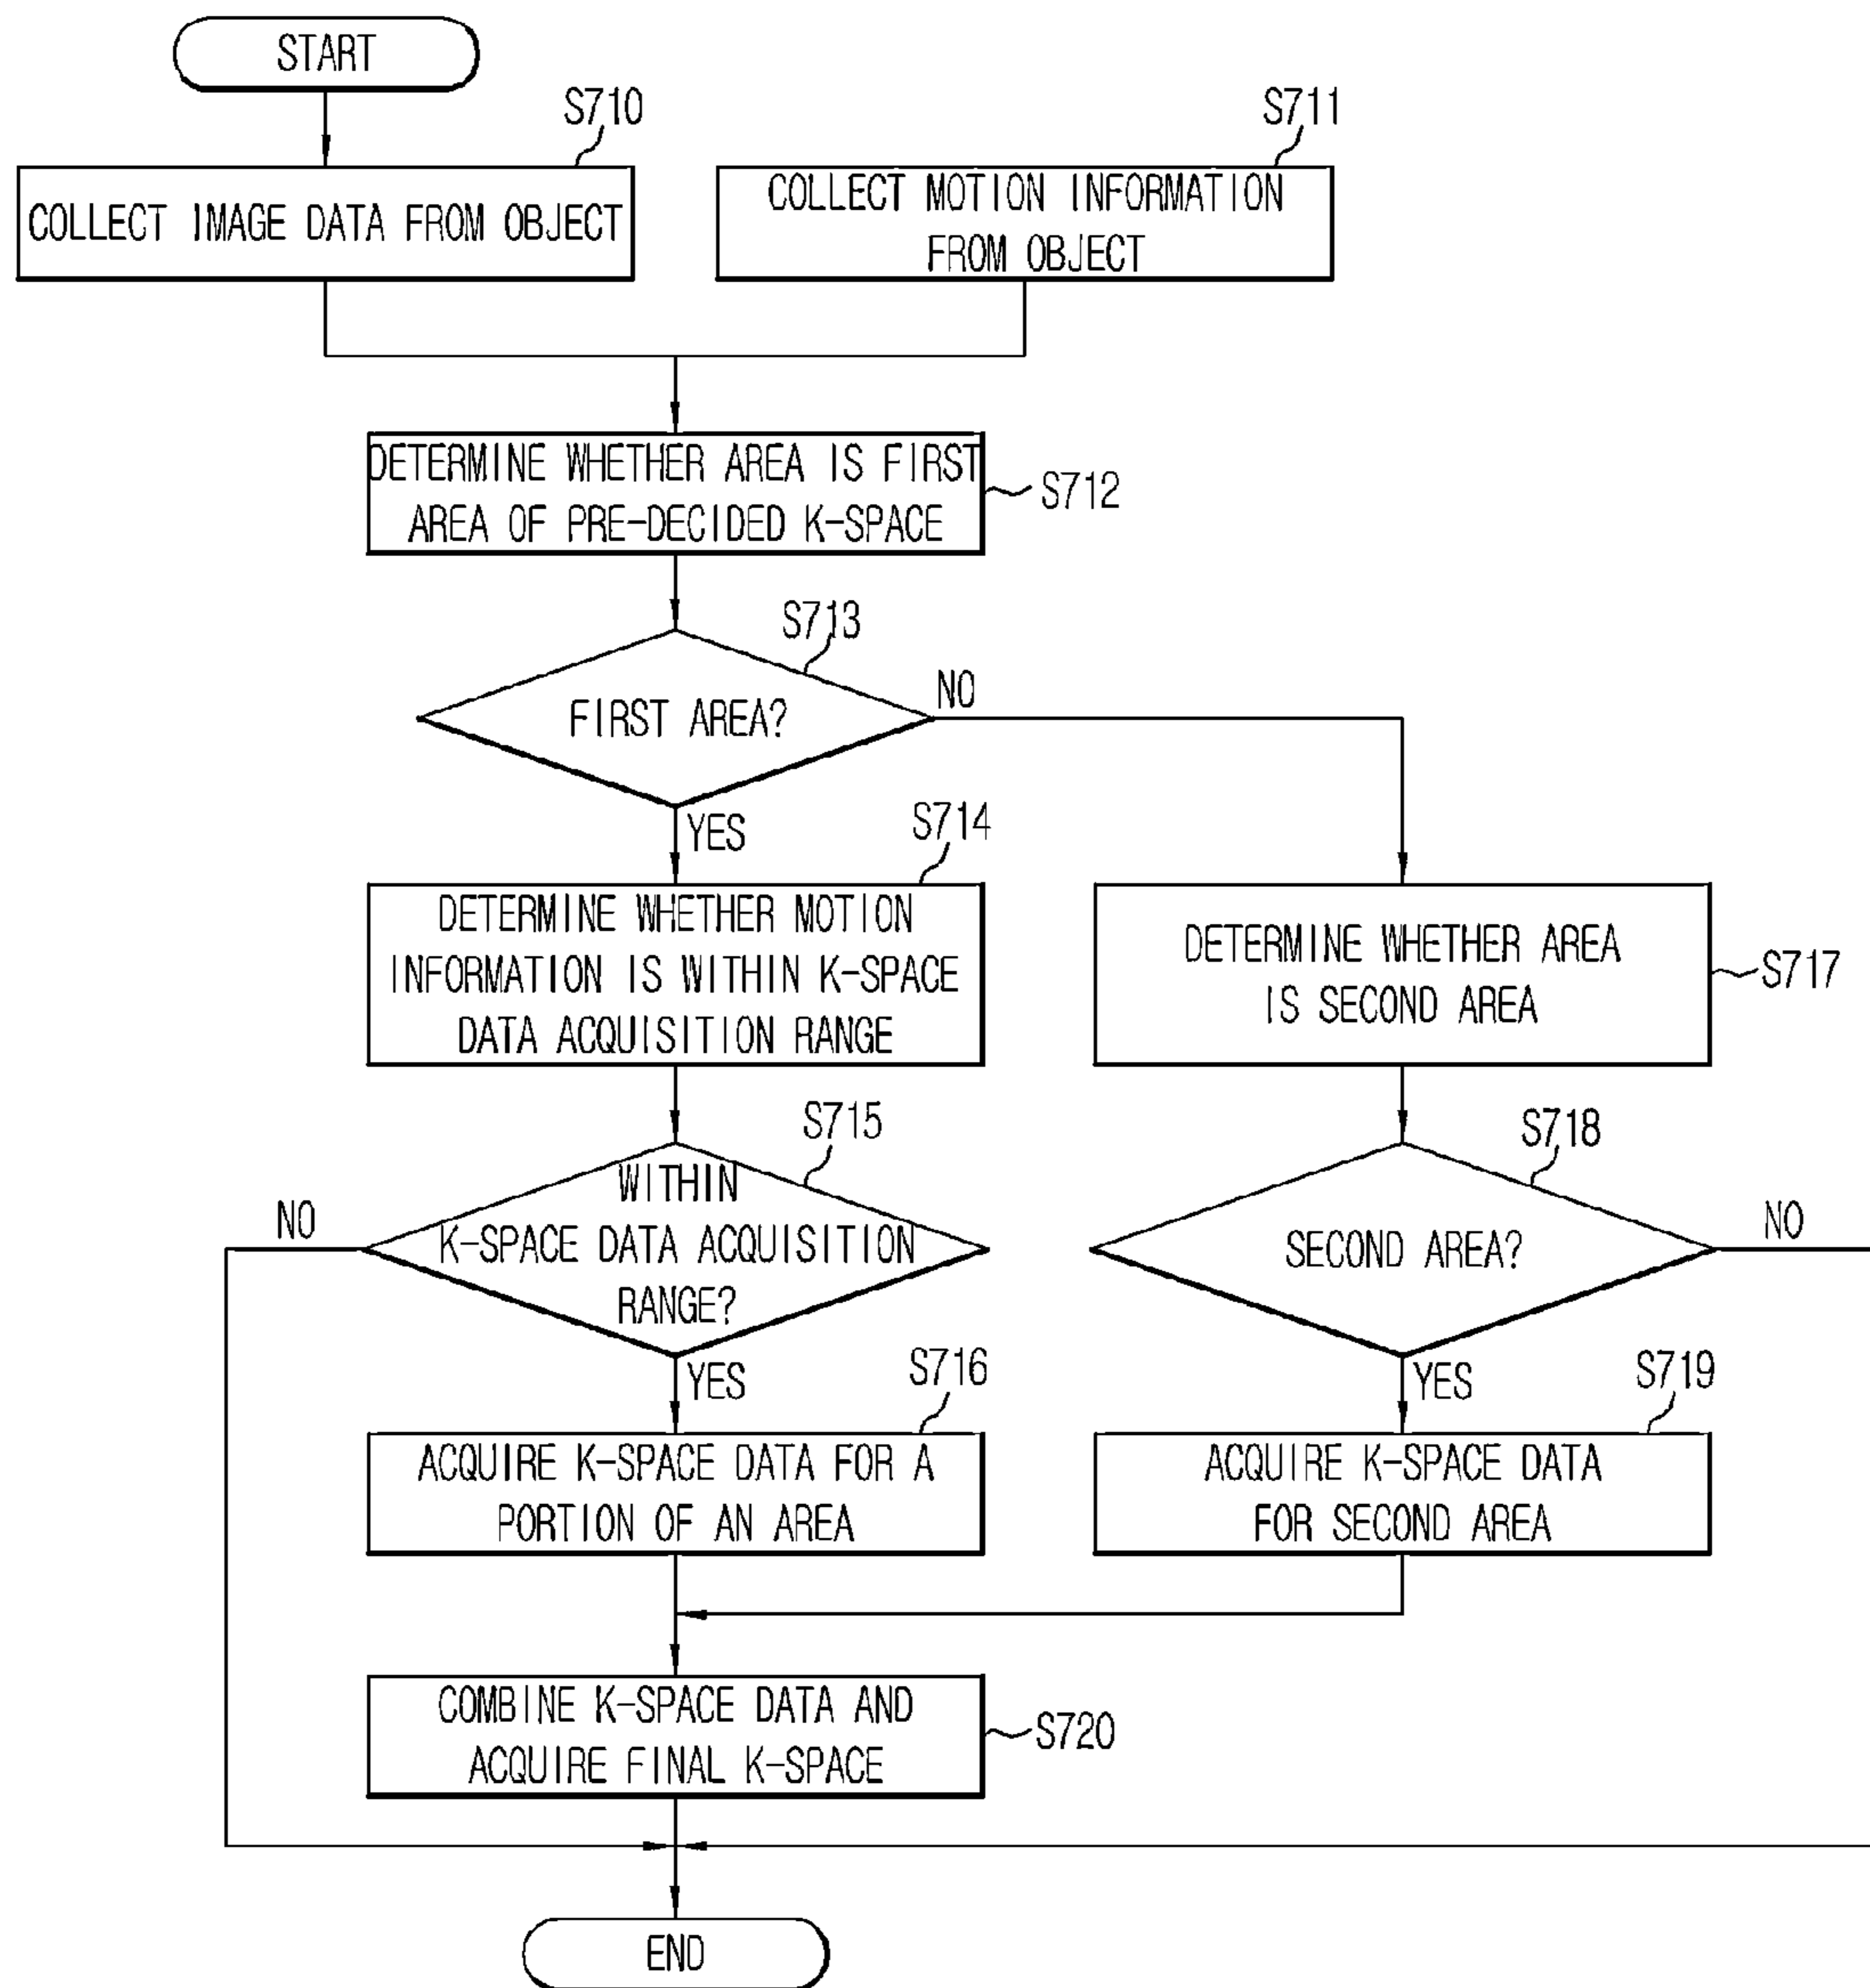 START
S710
COLLECT IMAGE DATA FROM OBJECT
S711
COLLECT MOTION INFORMATION
FROM OBJECT
DETERMINE WHETHER AREA IS FIRST
AREA OF PRE-DECIDED K-SPACE
S712
S713
FIRST AREA?
NO
YES
S714
DETERMINE WHETHER MOTION
INFORMATION IS WITHIN K-SPACE
DATA ACQUISITION RANGE
DETERMINE WHETHER AREA
IS SECOND AREA
S717
S715
WITHIN
K-SPACE DATA ACQUISITION
RANGE?
NO
YES
S718
SECOND AREA?
NO
YES
S716
ACQUIRE K-SPACE DATA FOR A
PORTION OF AN AREA
S719
ACQUIRE K-SPACE DATA
FOR SECOND AREA
COMBINE K-SPACE DATA AND
ACQUIRE FINAL K-SPACE
S720
END